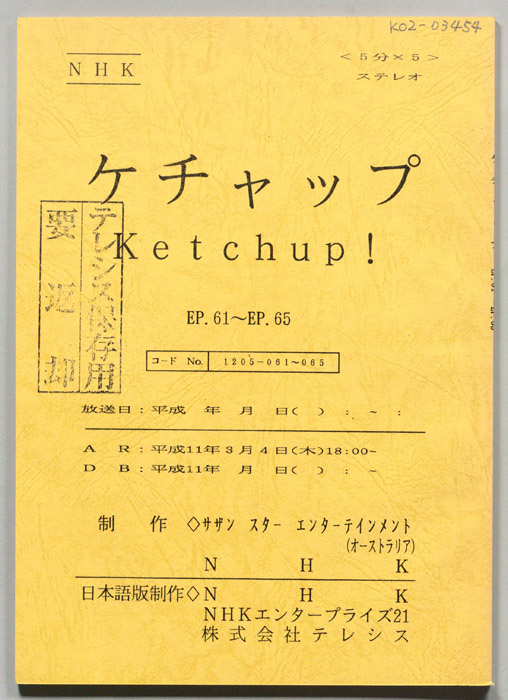 K02-03454
NHK
<5分×5>
ステレオ
ケチャップ
Ketchup!
テレシス保存用
要返却
EP.61～EP.65
コード No. 1205-061～065
放送日:平成 年 月 日( ) : ～ :
A R:平成11年3月4日(木)18:00~
D B:平成11年 月 日( ) : ～
制作◇サザン スター エンターテインメント
(オーストラリア)
N H K
日本語版制作◇N H K
NHKエンタープライズ21
株式会社テレシス